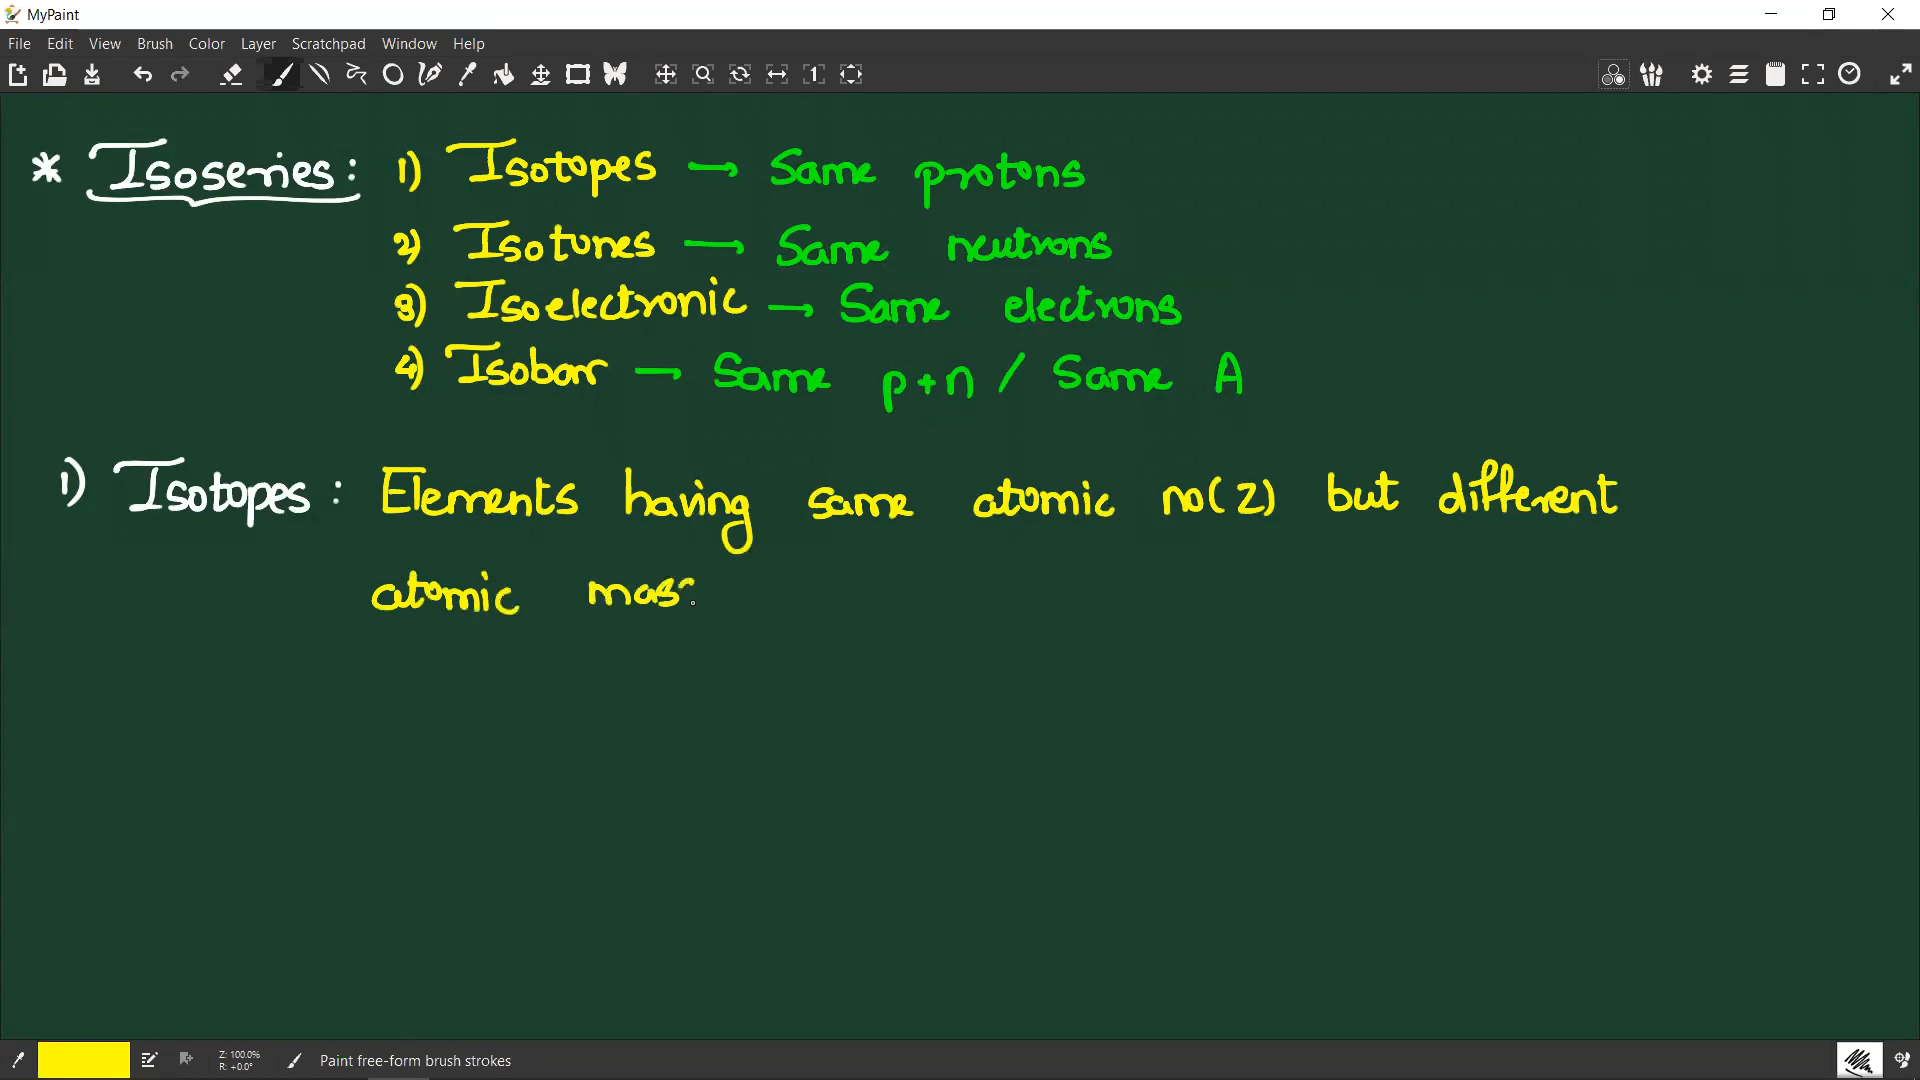 MyPaint
File Edit View Brush Color Layer Scratchpad Window Help
* Isoseries: 1) Isotopes → Same protons
2) Isotones → Same neutrons
3) Isoelectronic → Same electrons
4) Isobar → Same p+n / Same A
1) Isotopes : Elements having same atomic no(Z) but different
atomic mas
Z: 100.0%
R: +0.0°
Paint free-form brush strokes